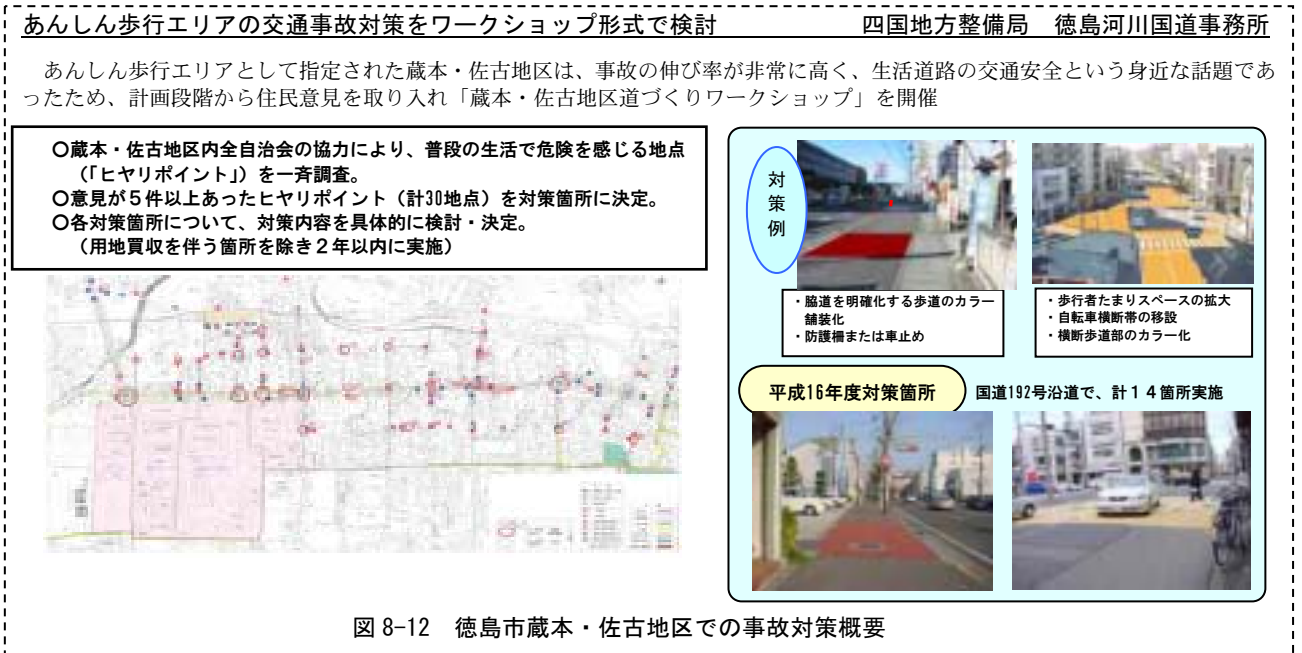 あんしん歩行エリアの交通事故対策をワークショップ形式で検討　四国地方整備局　徳島河川国道事務所
あんしん歩行エリアとして指定された蔵本・佐古地区は、事故の伸び率が非常に高く、生活道路の交通安全という身近な話題であ
ったため、計画段階から住民意見を取り入れ「蔵本・佐古地区道づくりワークショップ」を開催
○蔵本・佐古地区内全自治会の協力により、普段の生活で危険を感じる地点
（「ヒヤリポイント」）を一斉調査。
○意見が５件以上あったヒヤリポイント（計30地点）を対策箇所に決定。
○各対策箇所について、対策内容を具体的に検討・決定。
（用地買収を伴う箇所を除き２年以内に実施）
対
策
例
・脇道を明確化する歩道のカラー
舗装化
・防護柵または車止め
・歩行者たまりスペースの拡大
・自転車横断帯の移設
・横断歩道部のカラー化
平成16年度対策箇所　国道192号沿道で、計１４箇所実施
図 8-12　徳島市蔵本・佐古地区での事故対策概要